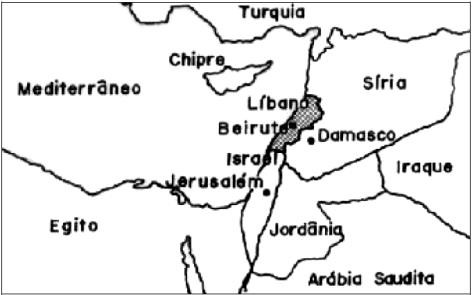 Turquia
Chipre
Mediterrâneo
Síria
Líbano
Beirute
Damasco
Israel
Iraque
Jerusalém
Egito
Jordânia
Arábia Saudita